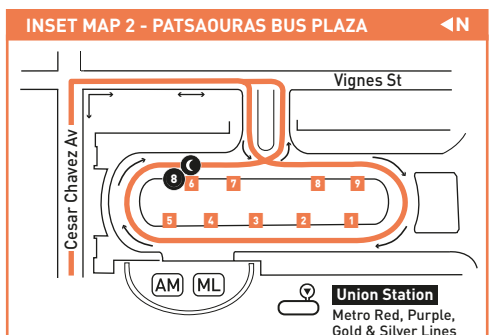 INSET MAP 2 - PATSAOURAS BUS PLAZA
N
Vignes St
Cesar Chavez Av
8
6 7 8 9
5 4 3 2 1
AM ML
Union Station
Metro Red, Purple,
Gold & Silver Lines